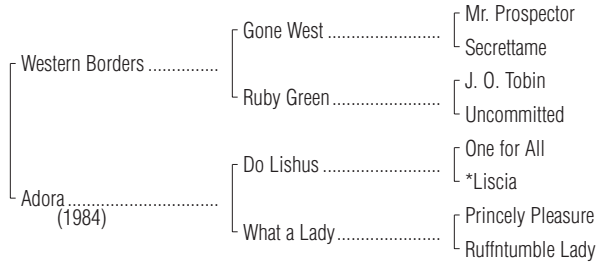 Mr. Prospector
Gone West ...................
Secrettame
Western Borders ..............
J. O. Tobin
Ruby Green ...................
Uncommitted
One for All
Do Lishus .....................
*Liscia
Adora..............................
(1984)
Princely Pleasure
What a Lady...................
Ruffntumble Lady